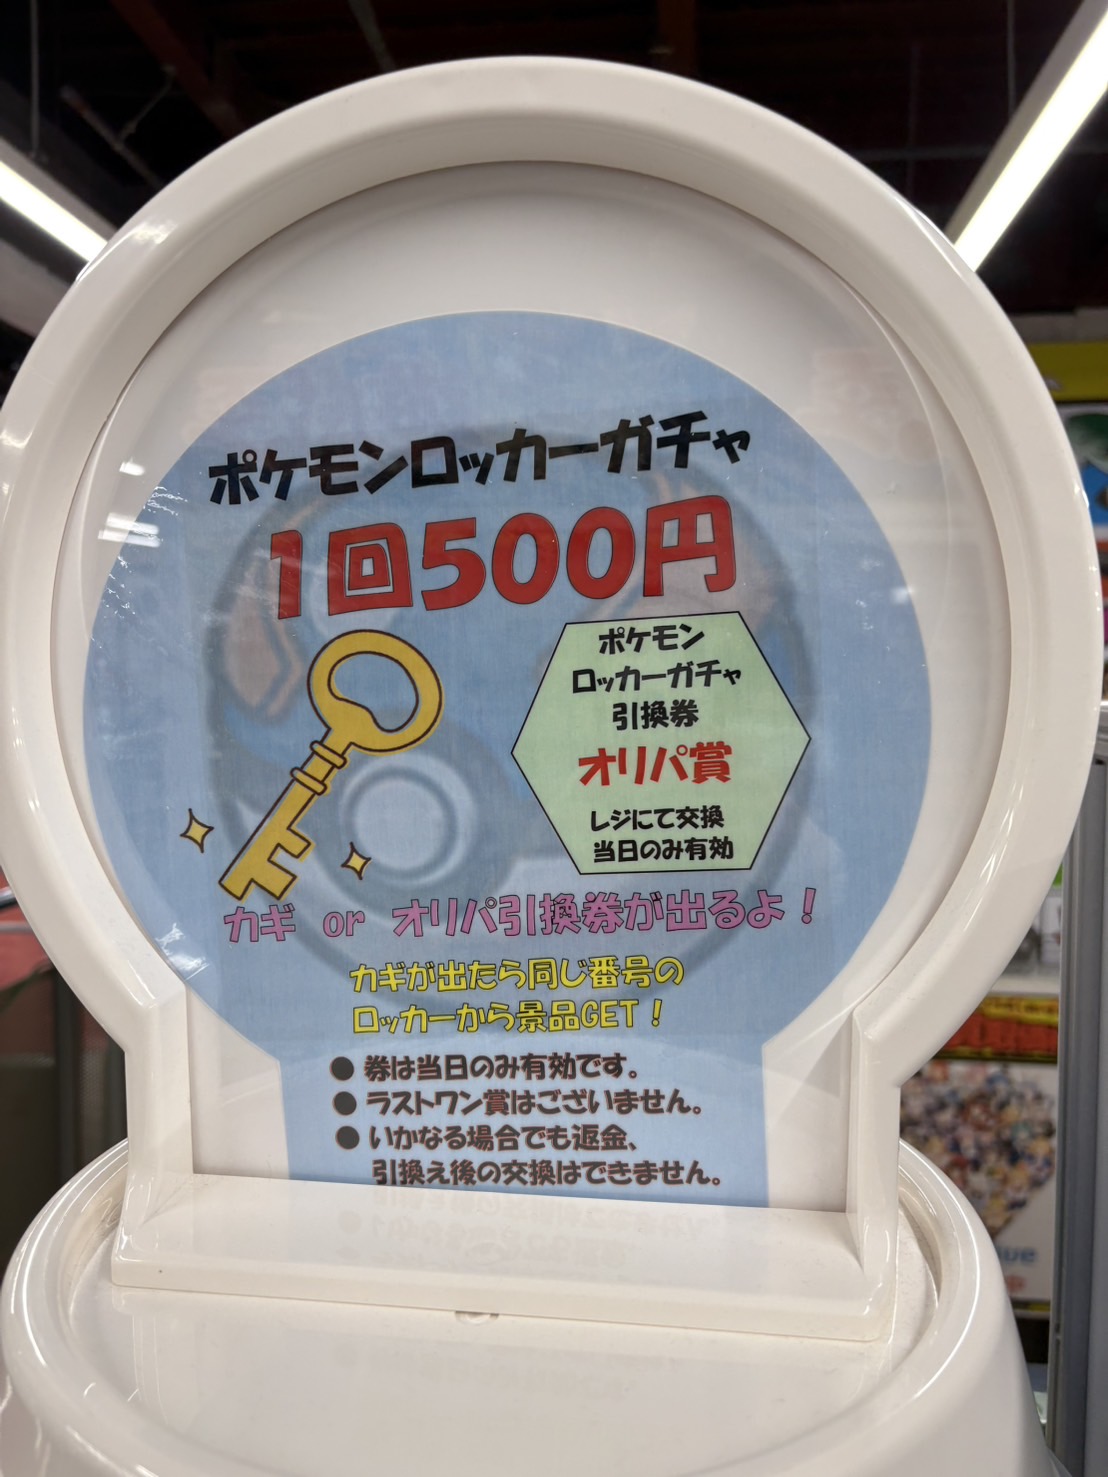 ポケモンロッカーガチャ
1回500円
ポケモン
ロッカーガチャ
引換券
オリパ賞
レジにて交換
当日のみ有効
カギ or オリパ引換券が出るよ！
カギが出たら同じ番号の
ロッカーから景品GET！
● 券は当日のみ有効です。
● ラストワン賞はございません。
● いかなる場合でも返金、
引換え後の交換はできません。